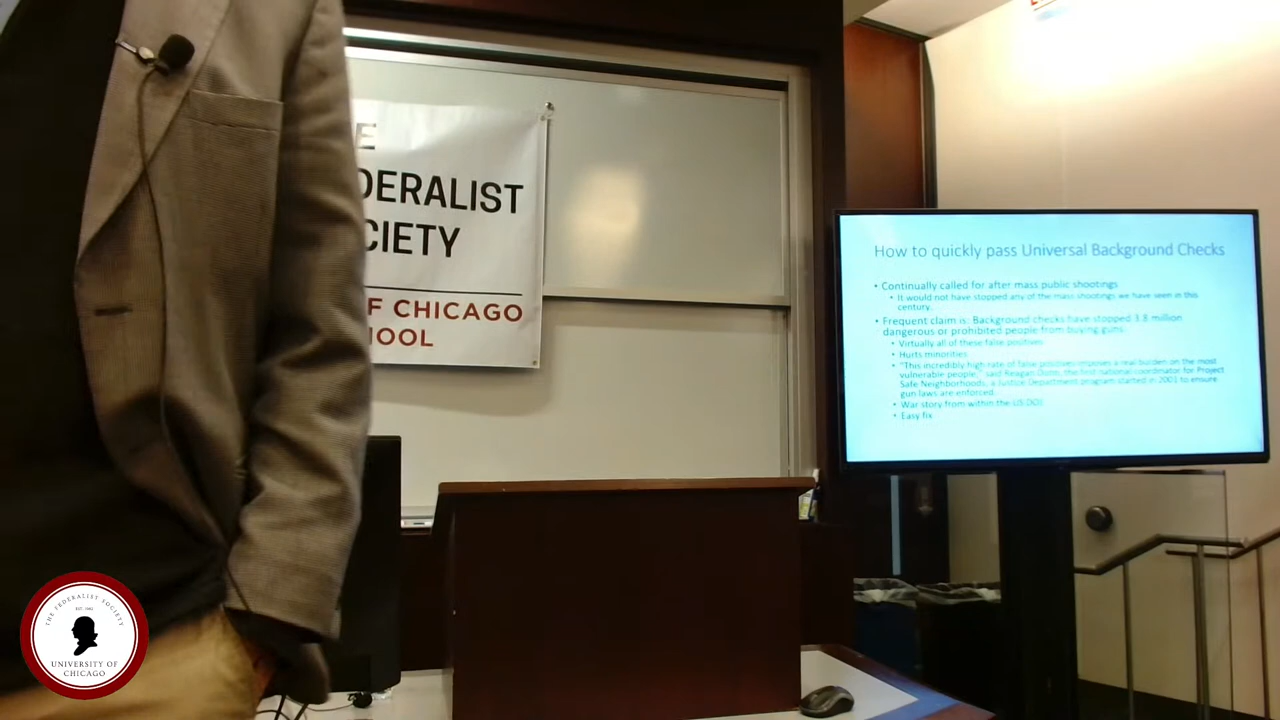 E
DERALIST
CIETY
F CHICAGO
HOOL
How to quickly pass Universal Background Checks
• Continually called for after mass public shootings
• It would not have stopped any of the mass shootings we have seen in this
century.
• Frequent claim is: Background checks have stopped 3.8 million
dangerous or prohibited people from buying guns.
• Virtually all of these false positives
• Hurts minorities
• "This incredibly high rate of false positives imposes a real burden on the most
vulnerable people," said Reagan Dunn, the first national coordinator for Project
Safe Neighborhoods, a Justice Department program started in 2001 to ensure
gun laws are enforced.
• War story from within the US DOJ
• Easy fix
THE FEDERALIST SOCIETY
EST. 1982
UNIVERSITY OF
CHICAGO